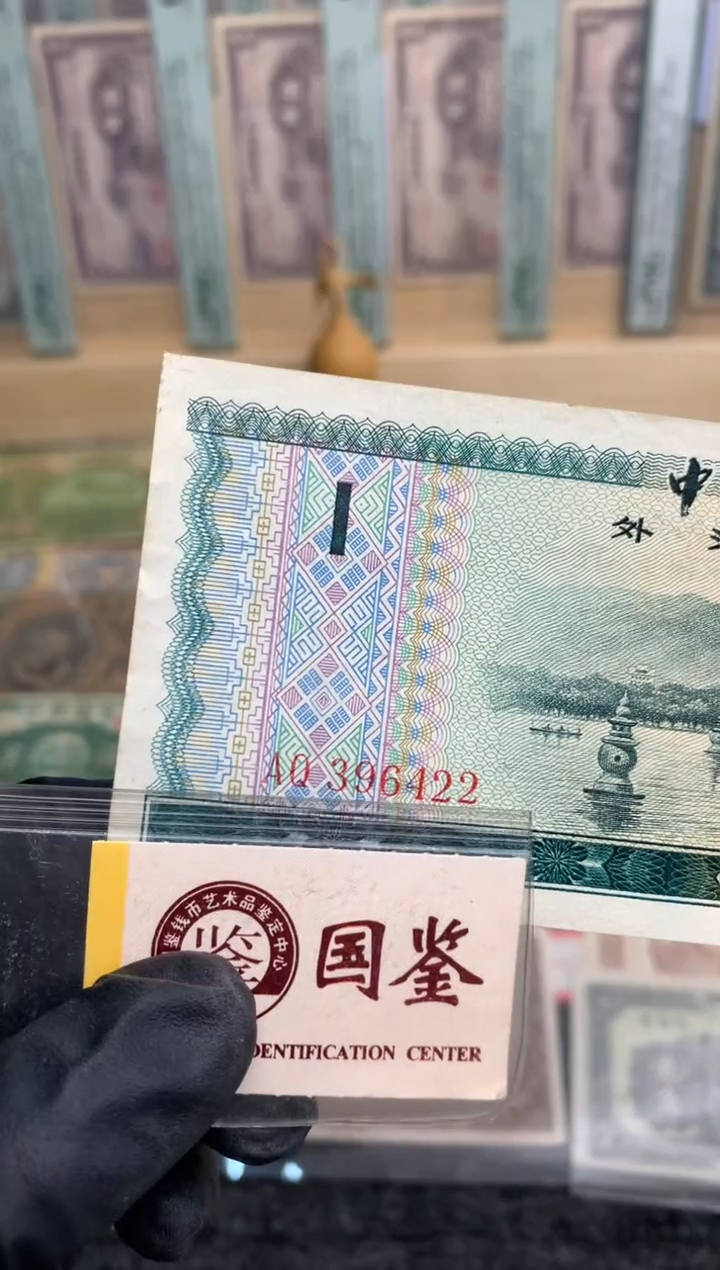 中
外
1
AQ 396422
鉴钱币艺术品鉴定中心
鉴
国鉴
DENTIFICATION CENTER